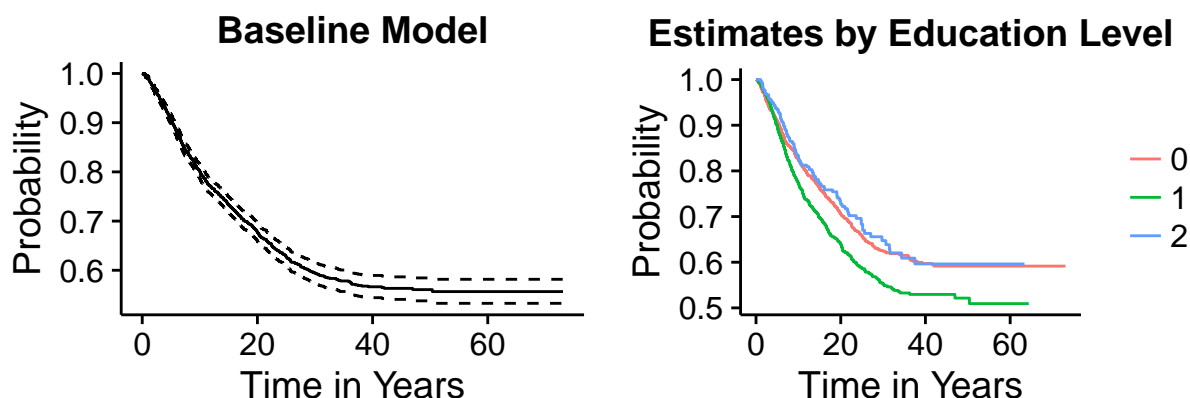 Baseline Model
Probability
1.0
0.9
0.8
0.7
0.6
0 20 40 60
Time in Years
Estimates by Education Level
Probability
1.0
0.9
0.8
0.7
0.6
0.5
0 20 40 60
Time in Years
0
1
2